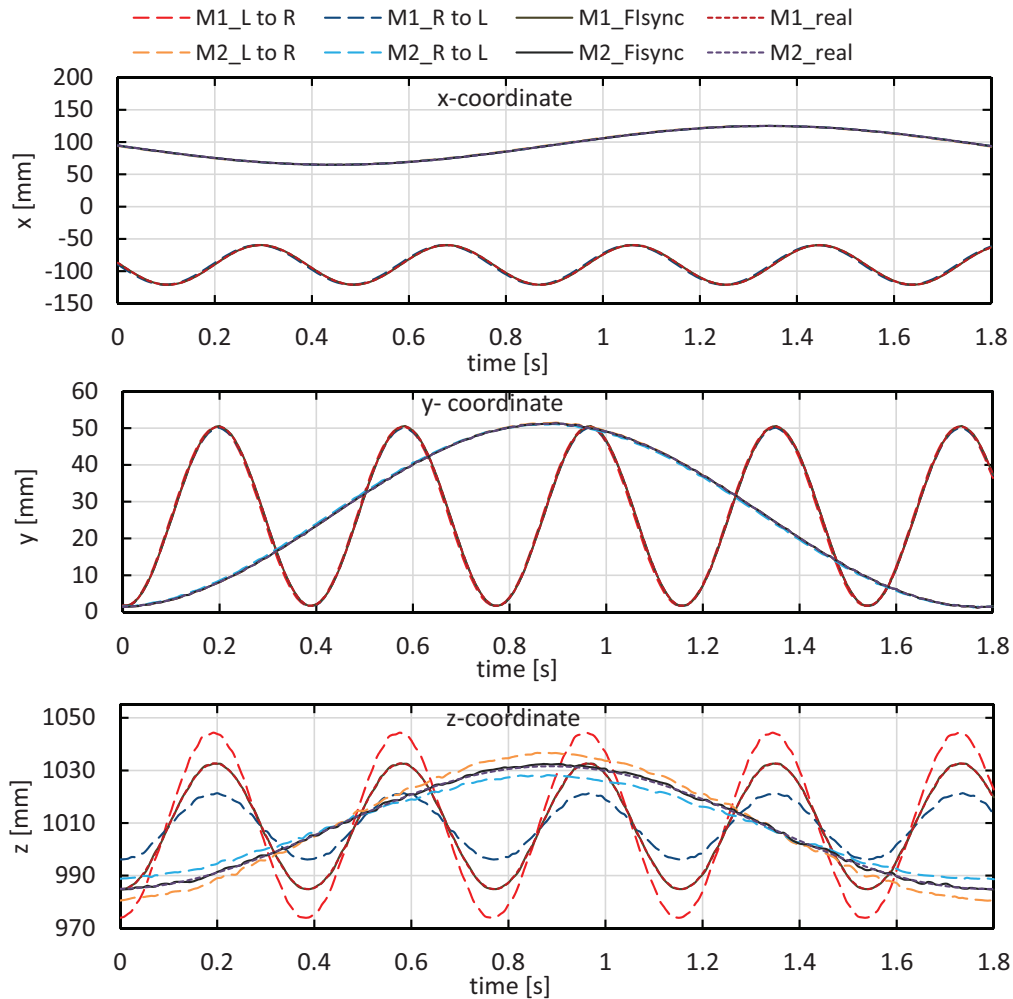 M1_L to R M1_R to L M1_FIsync M1_real
M2_L to R M2_R to L M2_Fisync M2_real
x-coordinate
x [mm]
200
150
100
50
0
-50
-100
-150
0 0.2 0.4 0.6 0.8 1 1.2 1.4 1.6 1.8
time [s]
y- coordinate
y [mm]
60
50
40
30
20
10
0
0 0.2 0.4 0.6 0.8 1 1.2 1.4 1.6 1.8
time [s]
z-coordinate
z [mm]
1050
1030
1010
990
970
0 0.2 0.4 0.6 0.8 1 1.2 1.4 1.6 1.8
time [s]